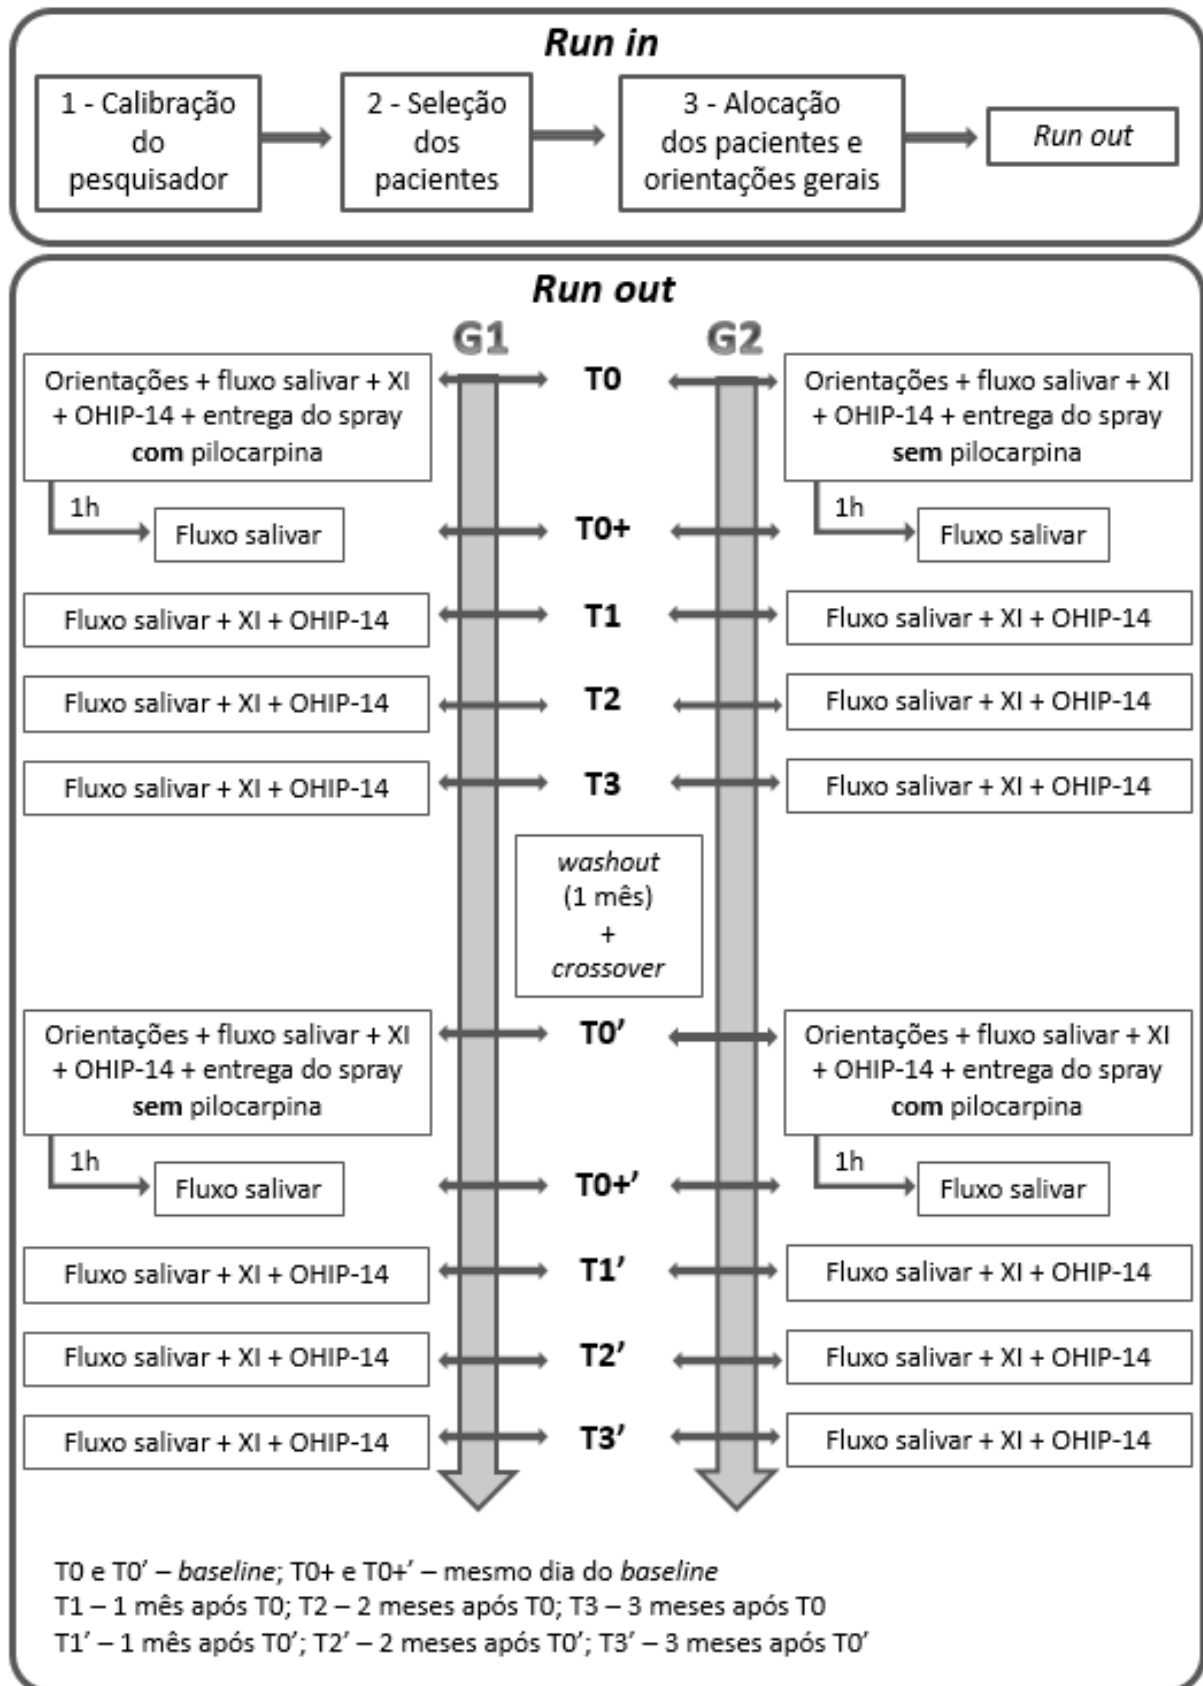 Run in
1 - Calibração
do
pesquisador
2 - Seleção
dos
pacientes
3 - Alocação
dos pacientes e
orientações gerais
Run out
Run out
G1
G2
Orientações + fluxo salivar + XI
+ OHIP-14 + entrega do spray
com pilocarpina
T0
Orientações + fluxo salivar + XI
+ OHIP-14 + entrega do spray
sem pilocarpina
1h
Fluxo salivar
T0+
1h
Fluxo salivar
Fluxo salivar + XI + OHIP-14
T1
Fluxo salivar + XI + OHIP-14
Fluxo salivar + XI + OHIP-14
T2
Fluxo salivar + XI + OHIP-14
Fluxo salivar + XI + OHIP-14
T3
Fluxo salivar + XI + OHIP-14
washout
(1 mês)
+
crossover
Orientações + fluxo salivar + XI
+ OHIP-14 + entrega do spray
sem pilocarpina
T0’
Orientações + fluxo salivar + XI
+ OHIP-14 + entrega do spray
com pilocarpina
1h
Fluxo salivar
T0+’
1h
Fluxo salivar
Fluxo salivar + XI + OHIP-14
T1’
Fluxo salivar + XI + OHIP-14
Fluxo salivar + XI + OHIP-14
T2’
Fluxo salivar + XI + OHIP-14
Fluxo salivar + XI + OHIP-14
T3’
Fluxo salivar + XI + OHIP-14
T0 e T0’ – baseline; T0+ e T0+’ – mesmo dia do baseline
T1 – 1 mês após T0; T2 – 2 meses após T0; T3 – 3 meses após T0
T1’ – 1 mês após T0’; T2’ – 2 meses após T0’; T3’ – 3 meses após T0’